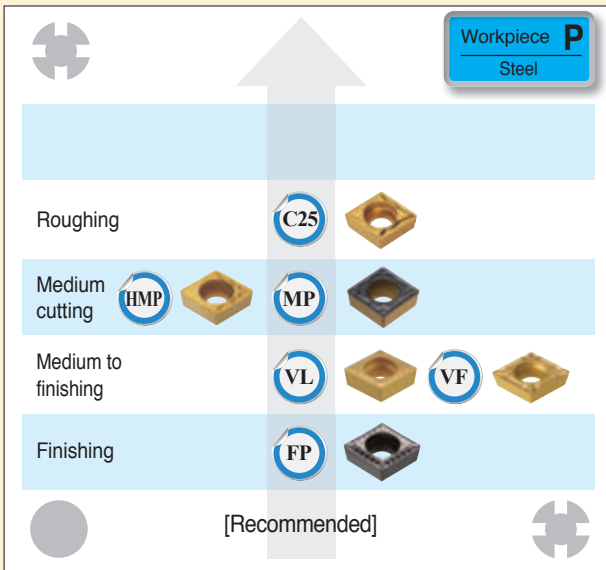 Workpiece P
Steel
Roughing
C25
Medium
cutting
HMP
MP
Medium to
finishing
VL
VF
Finishing
FP
[Recommended]